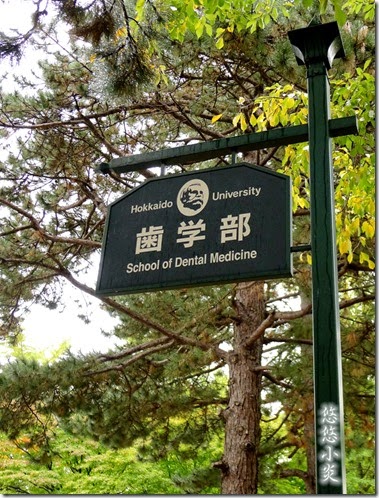 Hokkaido University
歯学部
School of Dental Medicine
悠悠小炎